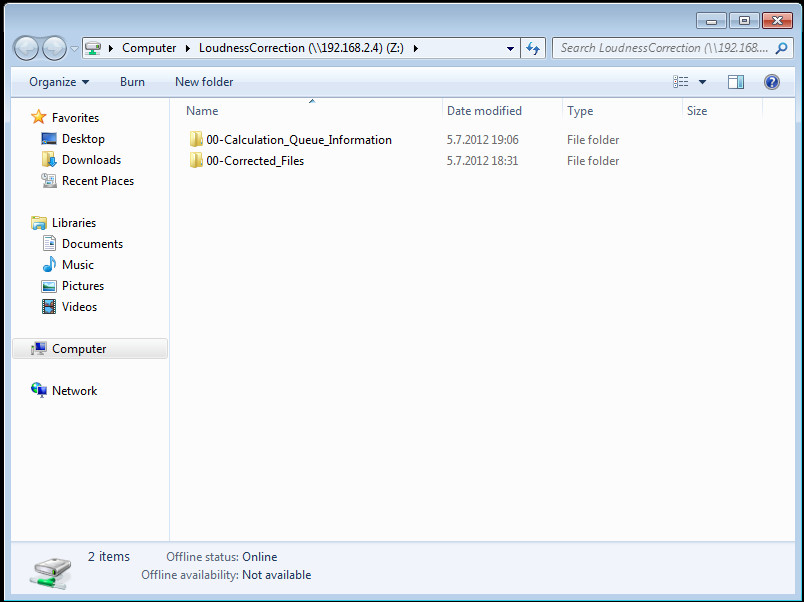 Computer LoudnessCorrection (\\192.168.2.4) (Z:) Search LoudnessCorrection (\\192.168....
Organize Burn New folder
Favorites
Desktop
Downloads
Recent Places
Libraries
Documents
Music
Pictures
Videos
Computer
Network
Name Date modified Type Size
00-Calculation_Queue_Information 5.7.2012 19:06 File folder
00-Corrected_Files 5.7.2012 18:31 File folder
2 items Offline status: Online
Offline availability: Not available